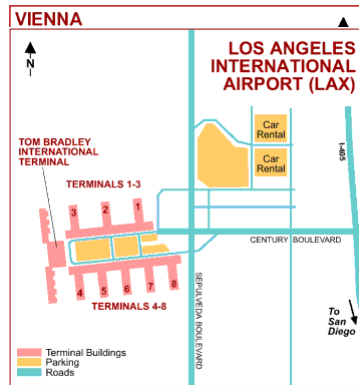 VIENNA
N
LOS ANGELES
INTERNATIONAL
AIRPORT (LAX)
Car
Rental
Car
Rental
I-405
TOM BRADLEY
INTERNATIONAL
TERMINAL
TERMINALS 1-3
3
2
1
CENTURY BOULEVARD
4
5
6
7
8
TERMINALS 4-8
SEPULVEDA BOULEVARD
To
San
Diego
Terminal Buildings
Parking
Roads